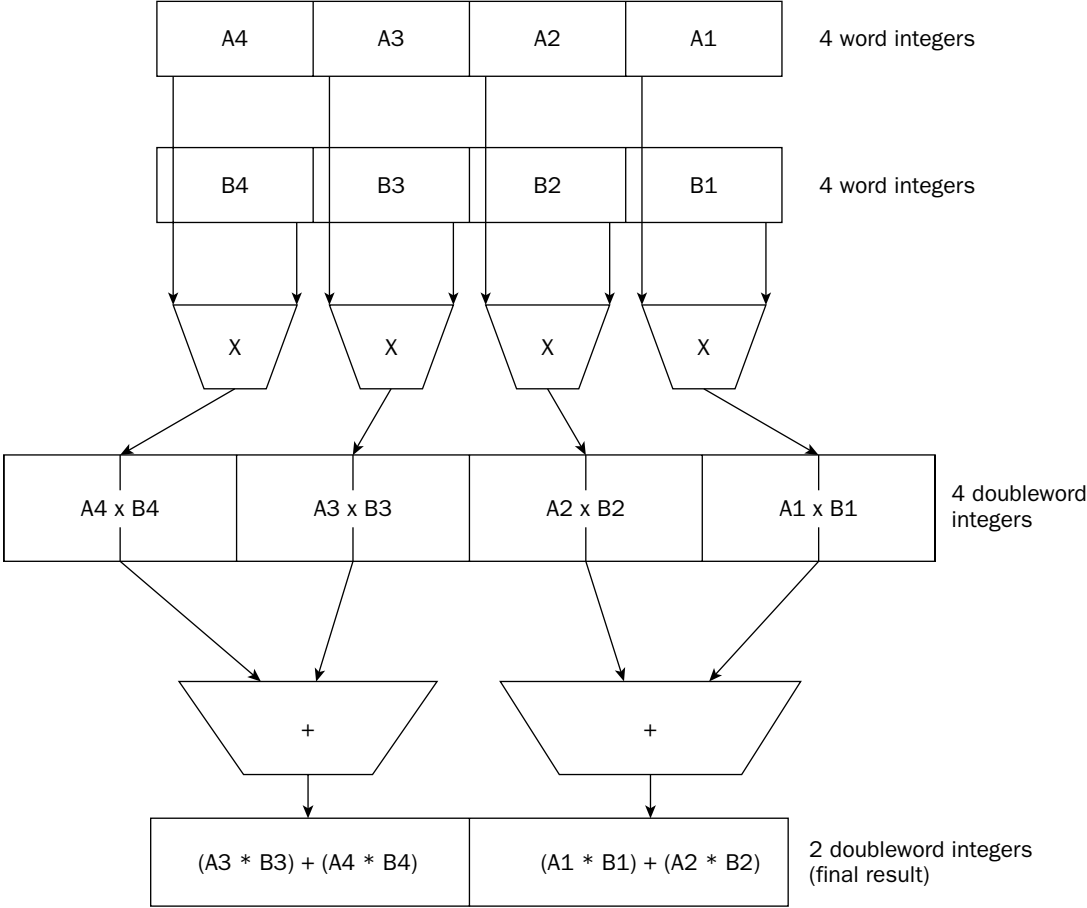 A4 A3 A2 A1 4 word integers
B4 B3 B2 B1 4 word integers
X X X X
A4 x B4 A3 x B3 A2 x B2 A1 x B1 4 doubleword
integers
+ +
(A3 * B3) + (A4 * B4) (A1 * B1) + (A2 * B2) 2 doubleword integers
(final result)